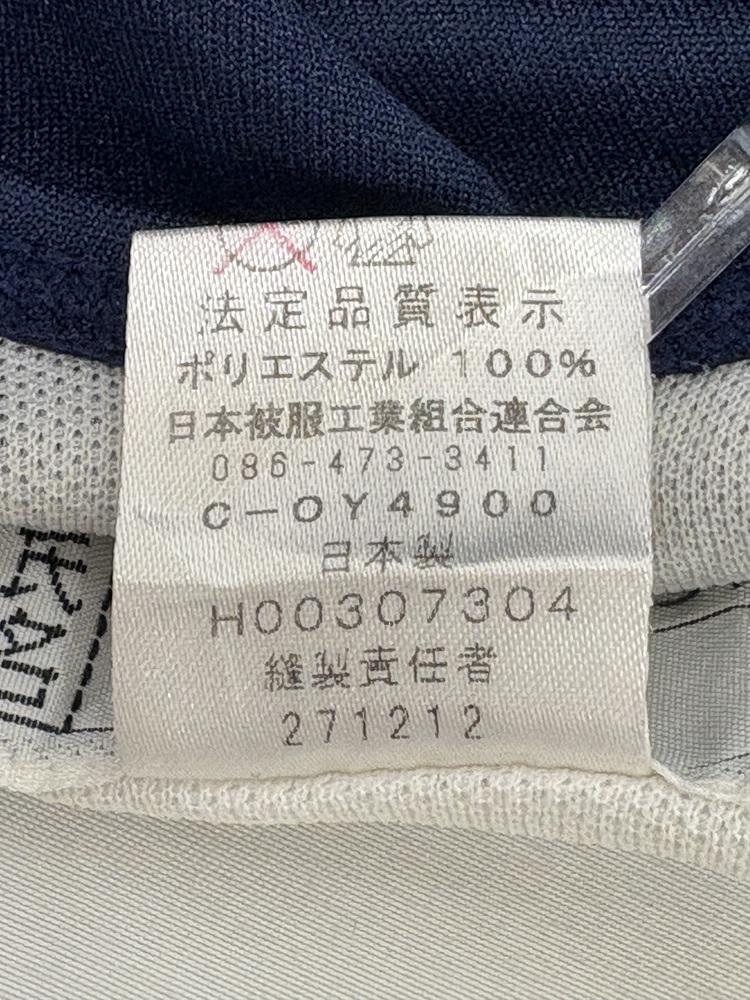 法定品質表示
ポリエステル 100%
日本被服工業組合連合会
086-473-3411
C-OY4900
日本製
H00307304
縫製責任者
271212